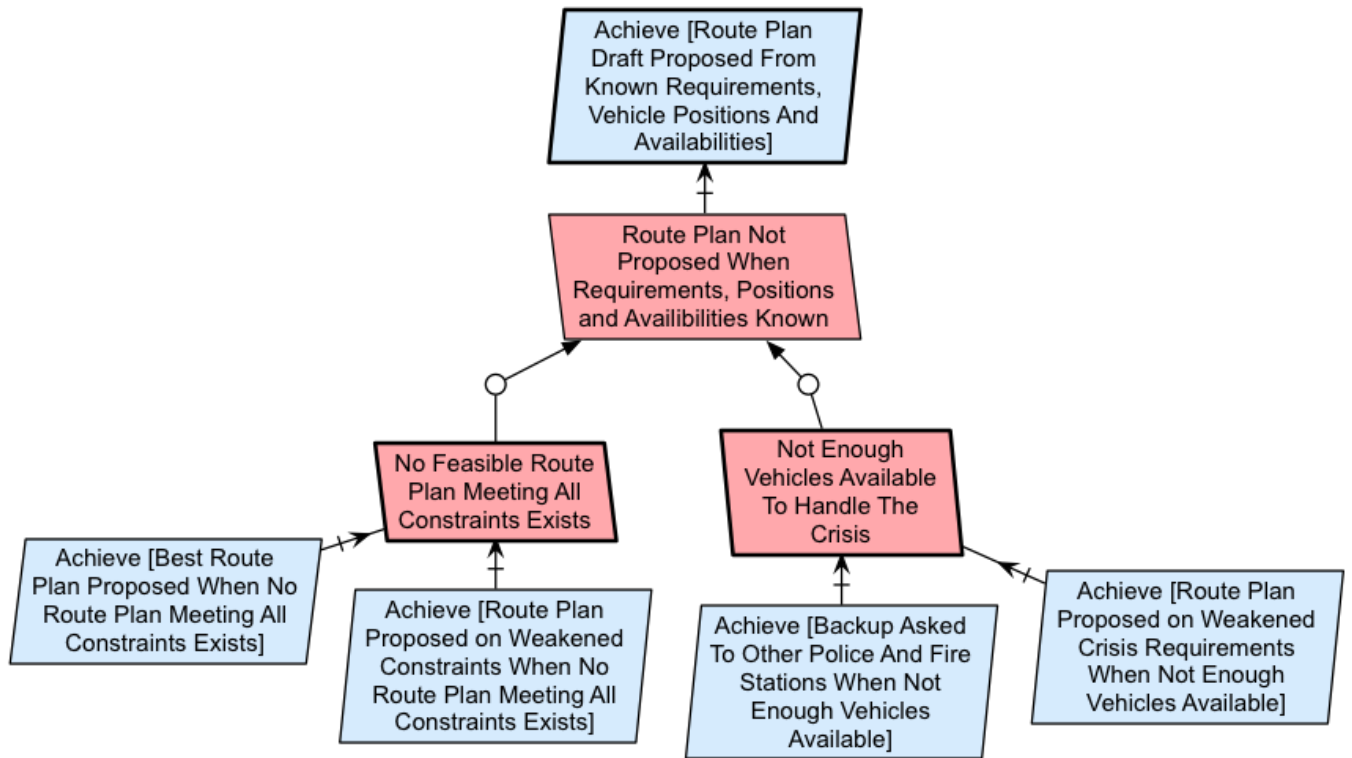 Achieve [Route Plan
Draft Proposed From
Known Requirements,
Vehicle Positions And
Availabilities]
Route Plan Not
Proposed When
Requirements, Positions
and Availibilities Known
No Feasible Route
Plan Meeting All
Constraints Exists
Not Enough
Vehicles Available
To Handle The
Crisis
Achieve [Best Route
Plan Proposed When No
Route Plan Meeting All
Constraints Exists]
Achieve [Route Plan
Proposed on Weakened
Constraints When No
Route Plan Meeting All
Constraints Exists]
Achieve [Backup Asked
To Other Police And Fire
Stations When Not
Enough Vehicles
Available]
Achieve [Route Plan
Proposed on Weakened
Crisis Requirements
When Not Enough
Vehicles Available]